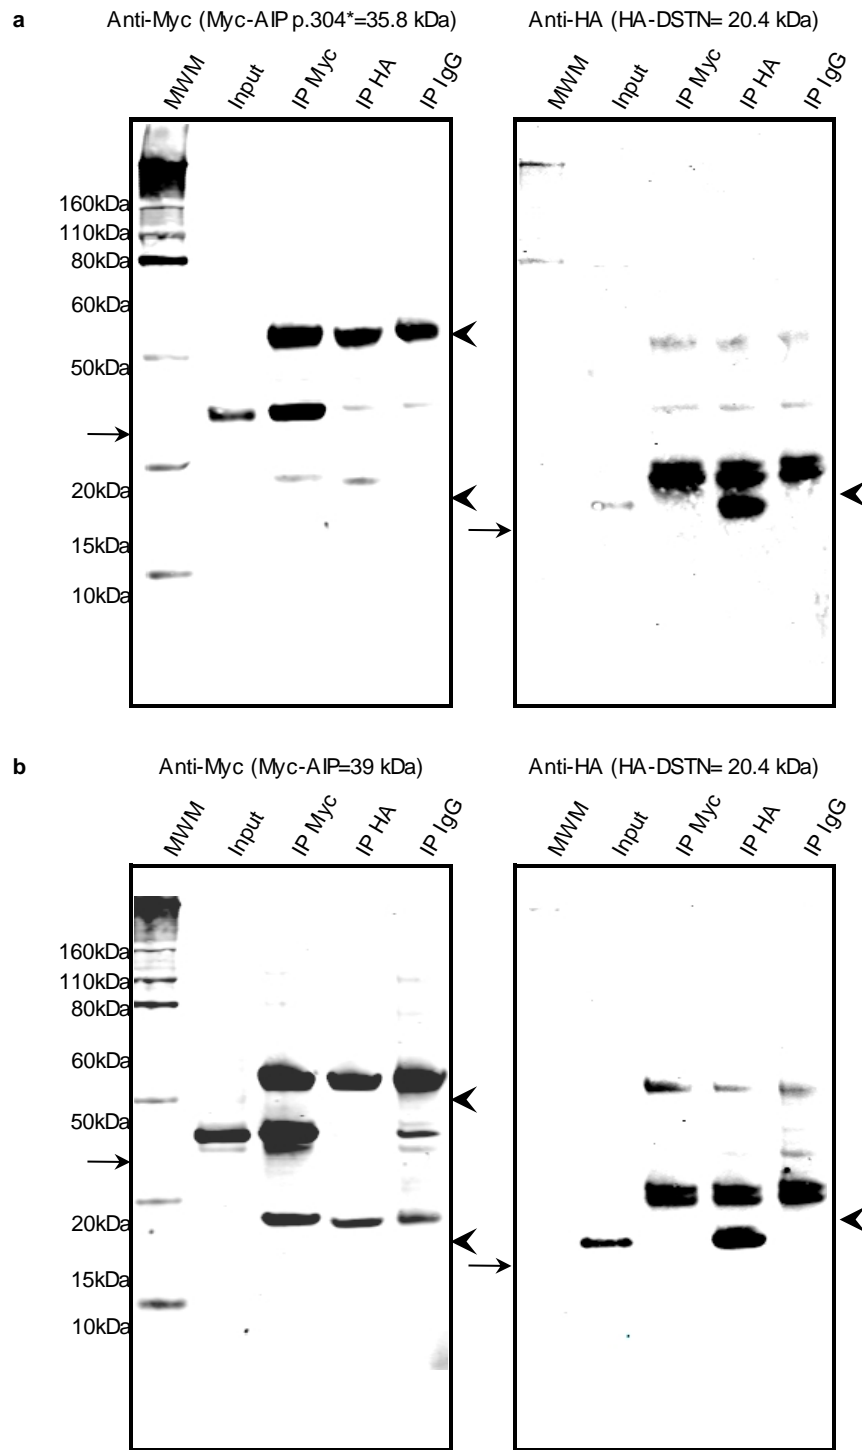 a
Anti-Myc (Myc-AIP p.304*=35.8 kDa)
Anti-HA (HA-DSTN= 20.4 kDa)
MWM
Input
IP Myc
IP HA
IP IgG
MWM
Input
IP Myc
IP HA
IP IgG
160kDa
110kDa
80kDa
60kDa
50kDa
20kDa
15kDa
10kDa
b
Anti-Myc (Myc-AIP=39 kDa)
Anti-HA (HA-DSTN= 20.4 kDa)
MWM
Input
IP Myc
IP HA
IP IgG
MWM
Input
IP Myc
IP HA
IP IgG
160kDa
110kDa
80kDa
60kDa
50kDa
20kDa
15kDa
10kDa